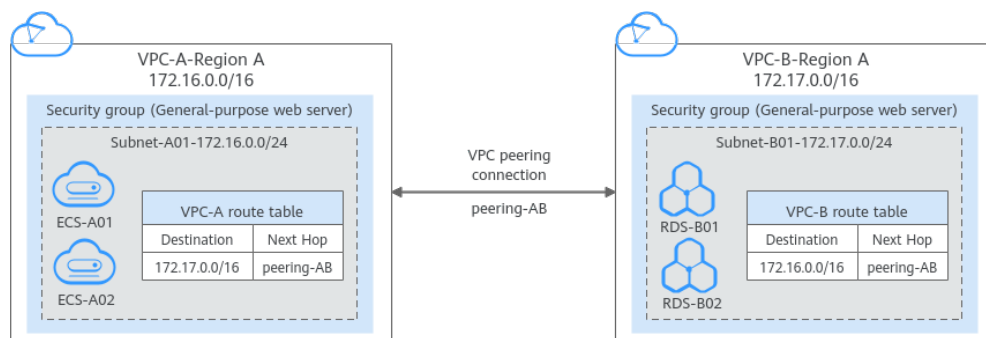 VPC-A-Region A
172.16.0.0/16
Security group (General-purpose web server)
Subnet-A01-172.16.0.0/24
ECS-A01
ECS-A02
VPC-A route table
Destination Next Hop
172.17.0.0/16 peering-AB
VPC peering
connection
peering-AB
VPC-B-Region A
172.17.0.0/16
Security group (General-purpose web server)
Subnet-B01-172.17.0.0/24
RDS-B01
RDS-B02
VPC-B route table
Destination Next Hop
172.16.0.0/16 peering-AB